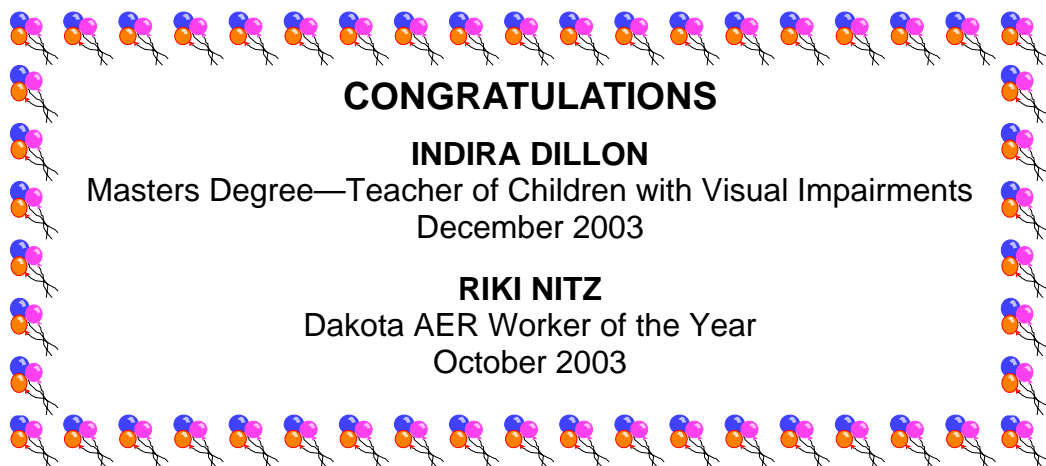 CONGRATULATIONS
INDIRA DILLON
Masters Degree—Teacher of Children with Visual Impairments
December 2003
RIKI NITZ
Dakota AER Worker of the Year
October 2003